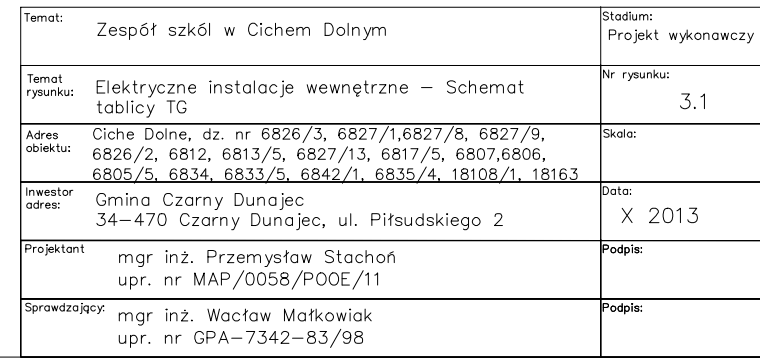 Temat:
Zespół szkół w Cichem Dolnym
Stadium:
Projekt wykonawczy
Temat
rysunku:
Elektryczne instalacje wewnętrzne – Schemat
tablicy TG
Nr rysunku:
3.1
Adres
obiektu:
Ciche Dolne, dz. nr 6826/3, 6827/1,6827/8, 6827/9,
6826/2, 6812, 6813/5, 6827/13, 6817/5, 6807,6806,
6805/5, 6834, 6833/5, 6842/1, 6835/4, 18108/1, 18163
Skala:
Inwestor
adres:
Gmina Czarny Dunajec
34–470 Czarny Dunajec, ul. Piłsudskiego 2
Data:
X 2013
Projektant
mgr inż. Przemysław Stachoń
upr. nr MAP/0058/POOE/11
Podpis:
Sprawdzający:
mgr inż. Wacław Małkowiak
upr. nr GPA–7342–83/98
Podpis: